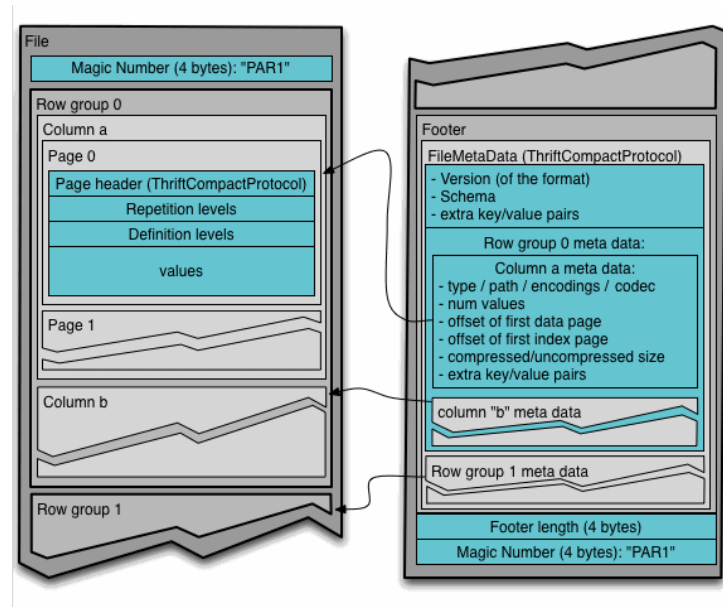 File
Magic Number (4 bytes): "PAR1"
Row group 0
Column a
Page 0
Page header (ThriftCompactProtocol)
Repetition levels
Definition levels
values
Page 1
Column b
Row group 1
Footer
FileMetaData (ThriftCompactProtocol)
- Version (of the format)
- Schema
- extra key/value pairs
Row group 0 meta data:
Column a meta data:
- type / path / encodings / codec
- num values
- offset of first data page
- offset of first index page
- compressed/uncompressed size
- extra key/value pairs
column "b" meta data
Row group 1 meta data
Footer length (4 bytes)
Magic Number (4 bytes): "PAR1"